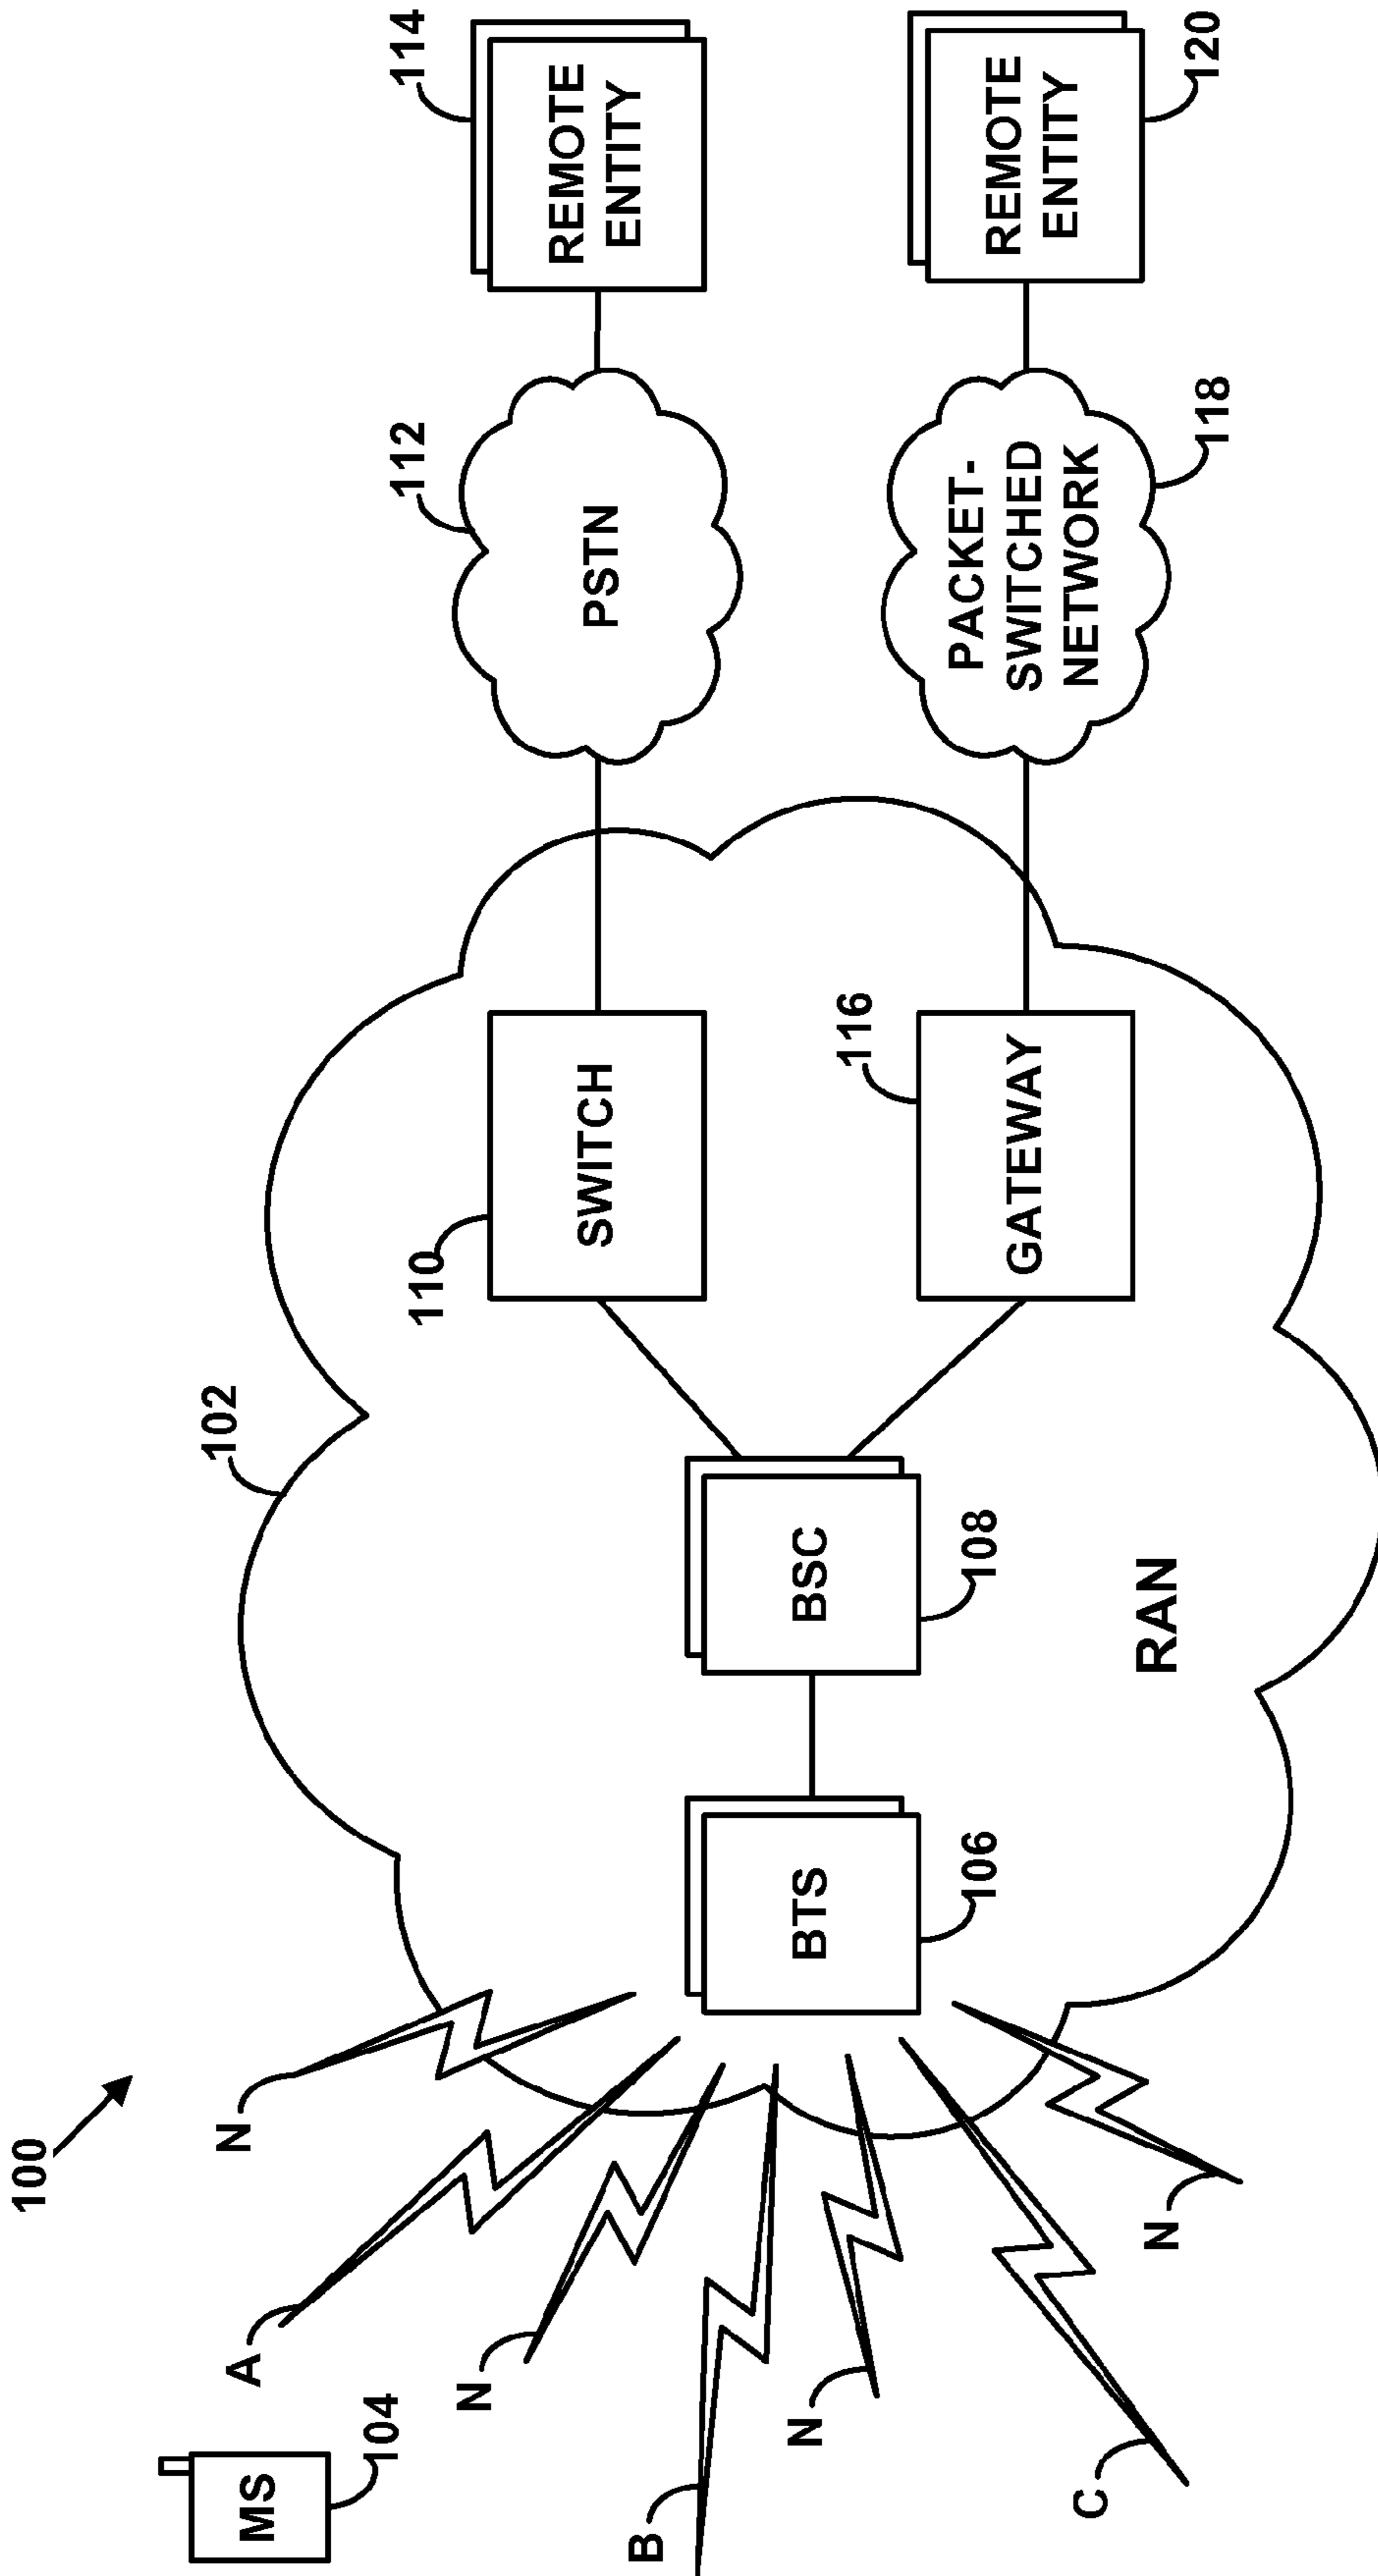 100
MS
104
N
A
N
B
N
C
N
102
BTS
106
BSC
108
RAN
110
SWITCH
116
GATEWAY
112
PSTN
PACKET-
SWITCHED
NETWORK
118
114
REMOTE
ENTITY
REMOTE
ENTITY
120